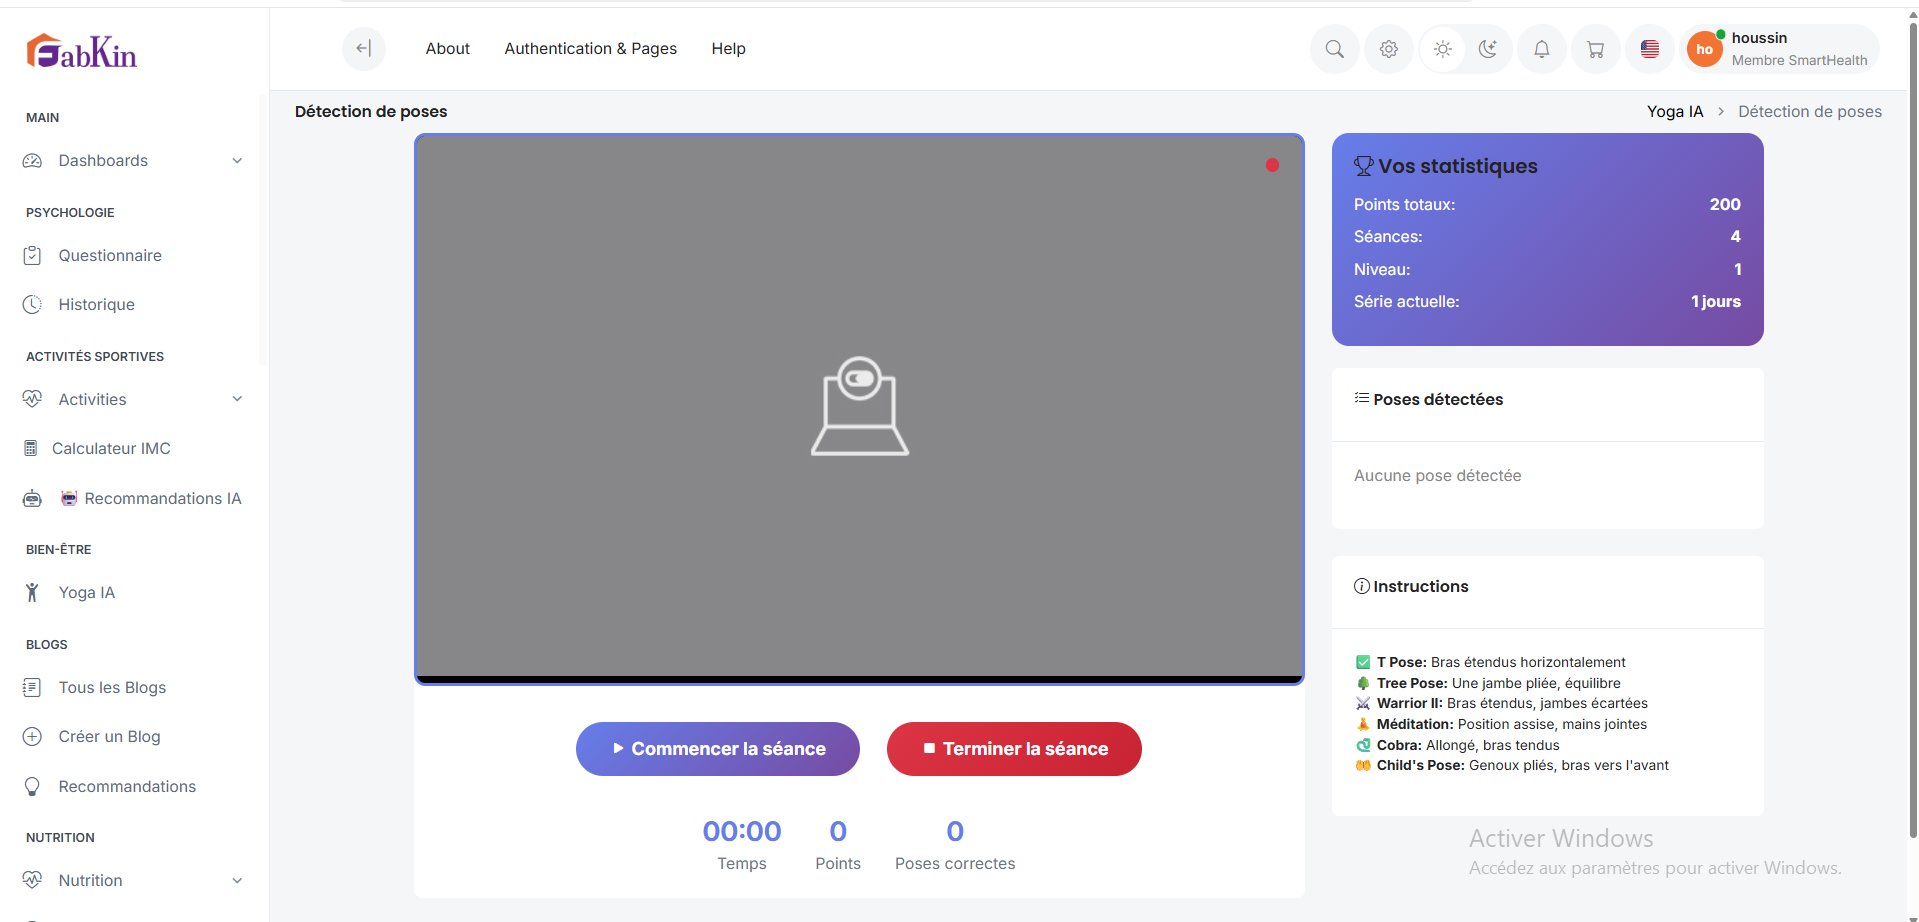 FabKin
About
Authentication & Pages
Help
ho
houssin
Membre SmartHealth
MAIN
Dashboards
PSYCHOLOGIE
Questionnaire
Historique
ACTIVITÉS SPORTIVES
Activities
Calculateur IMC
Recommandations IA
BIEN-ÊTRE
Yoga IA
BLOGS
Tous les Blogs
Créer un Blog
Recommandations
NUTRITION
Nutrition
Détection de poses
Yoga IA > Détection de poses
Commencer la séance
Terminer la séance
00:00
Temps
0
Points
0
Poses correctes
Vos statistiques
Points totaux: 200
Séances: 4
Niveau: 1
Série actuelle: 1 jours
Poses détectées
Aucune pose détectée
Instructions
T Pose: Bras étendus horizontalement
Tree Pose: Une jambe pliée, équilibre
Warrior II: Bras étendus, jambes écartées
Méditation: Position assise, mains jointes
Cobra: Allongé, bras tendus
Child's Pose: Genoux pliés, bras vers l'avant
Activer Windows
Accédez aux paramètres pour activer Windows.